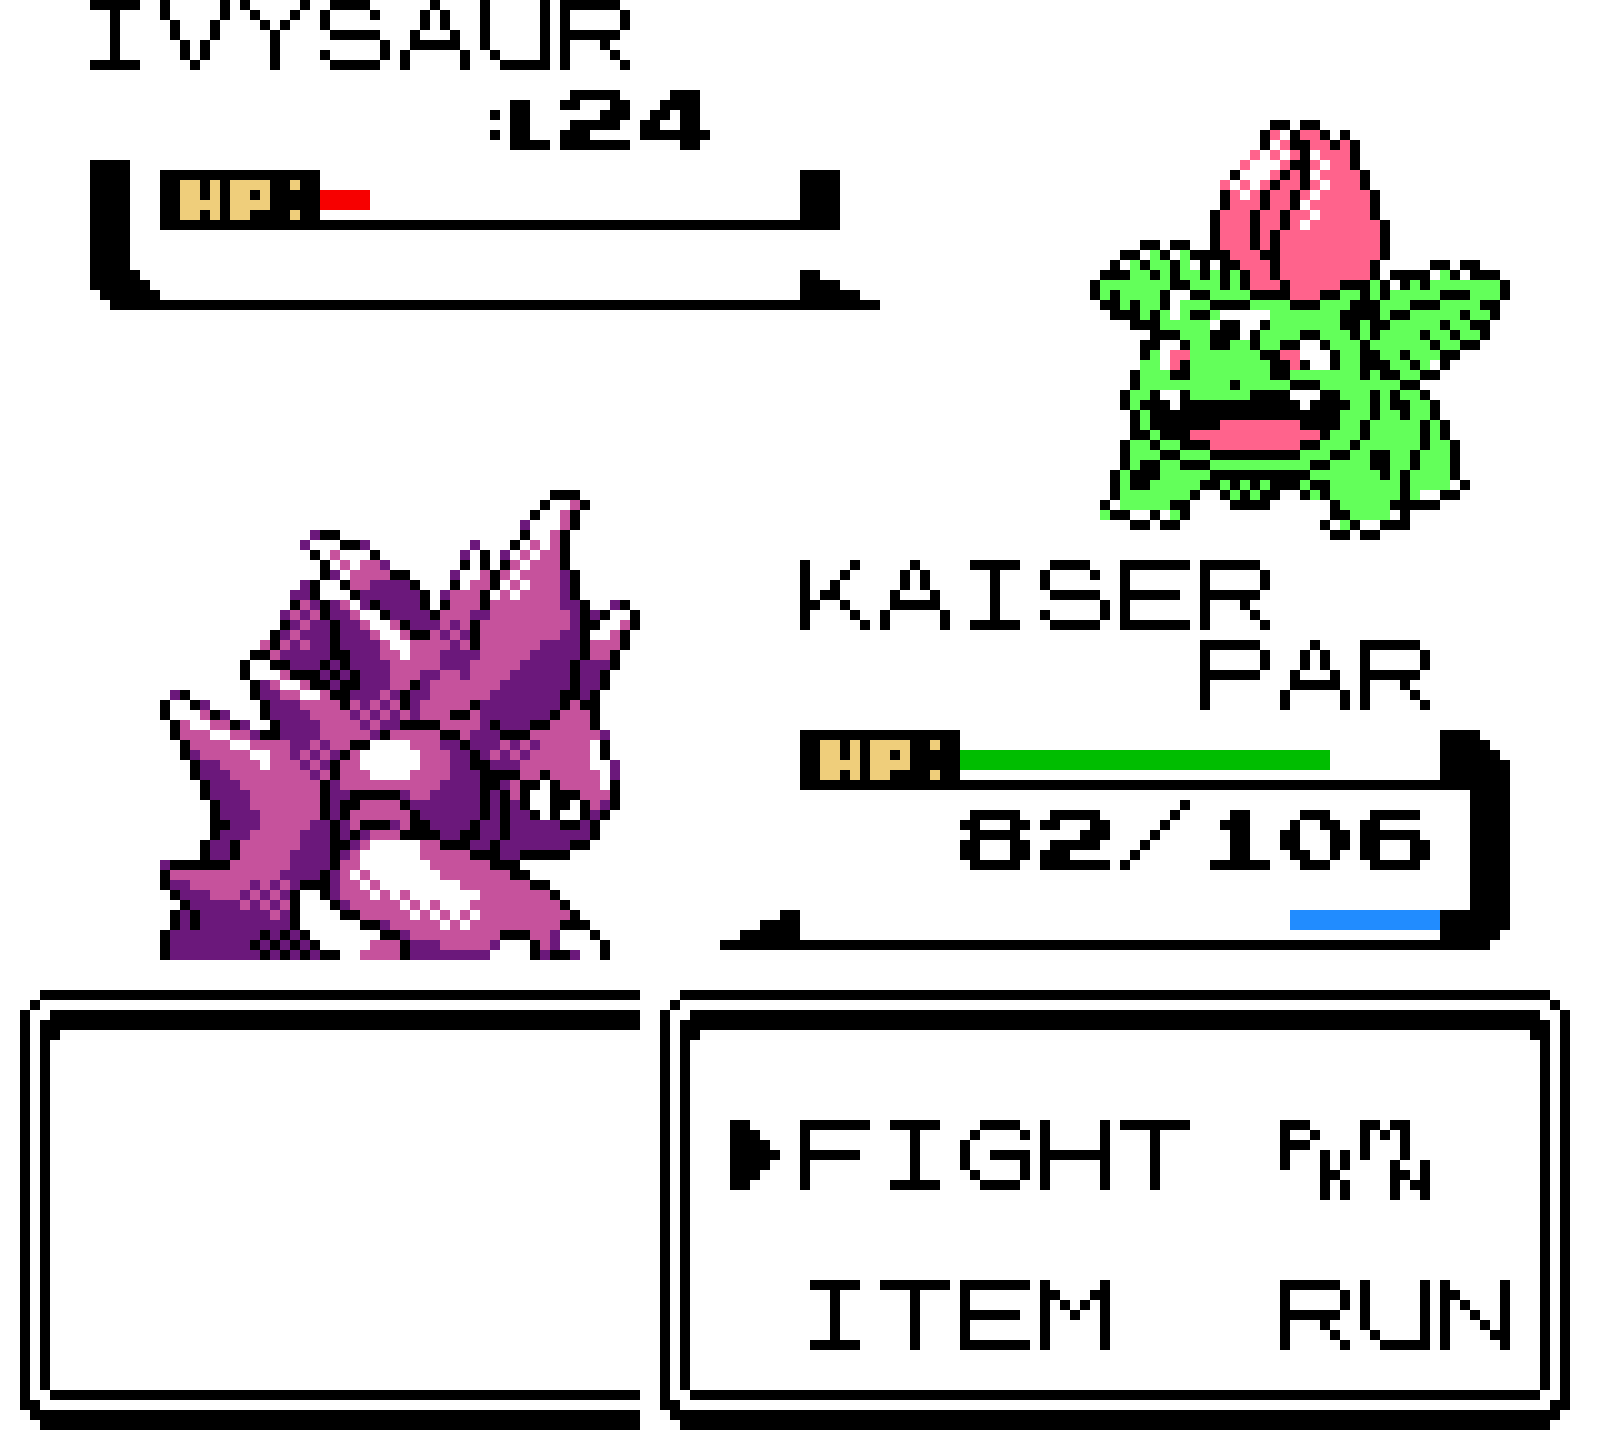 IVYSAUR
:L24
HP:
KAISER
PAR
HP:
82/106
▶FIGHT PKMN
ITEM RUN